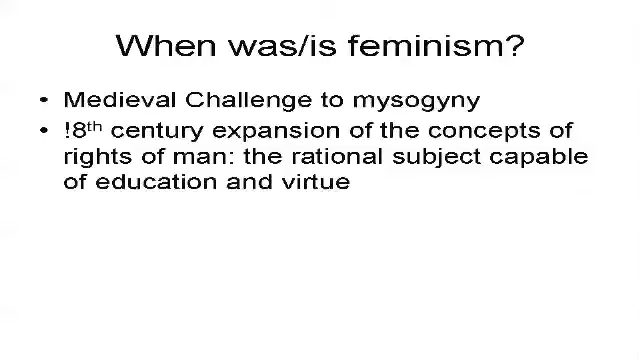 When was/is feminism?
• Medieval Challenge to mysogyny
• !8th century expansion of the concepts of
rights of man: the rational subject capable
of education and virtue